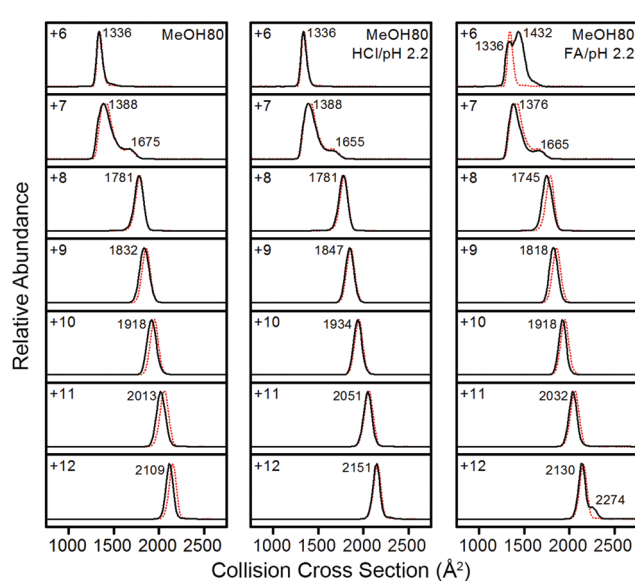 Relative Abundance
+6 1336 MeOH80
+7 1388
1675
+8 1781
+9 1832
+10 1918
+11 2013
+12 2109
1000 1500 2000 2500
+6 1336 MeOH80
HCl/pH 2.2
+7 1388
1655
+8 1781
+9 1847
+10 1934
+11 2051
+12 2151
1000 1500 2000 2500
+6 1336 1432 MeOH80
FA/pH 2.2
+7 1376
1665
+8 1745
+9 1818
+10 1918
+11 2032
+12 2130
2274
1000 1500 2000 2500
Collision Cross Section (Å²)